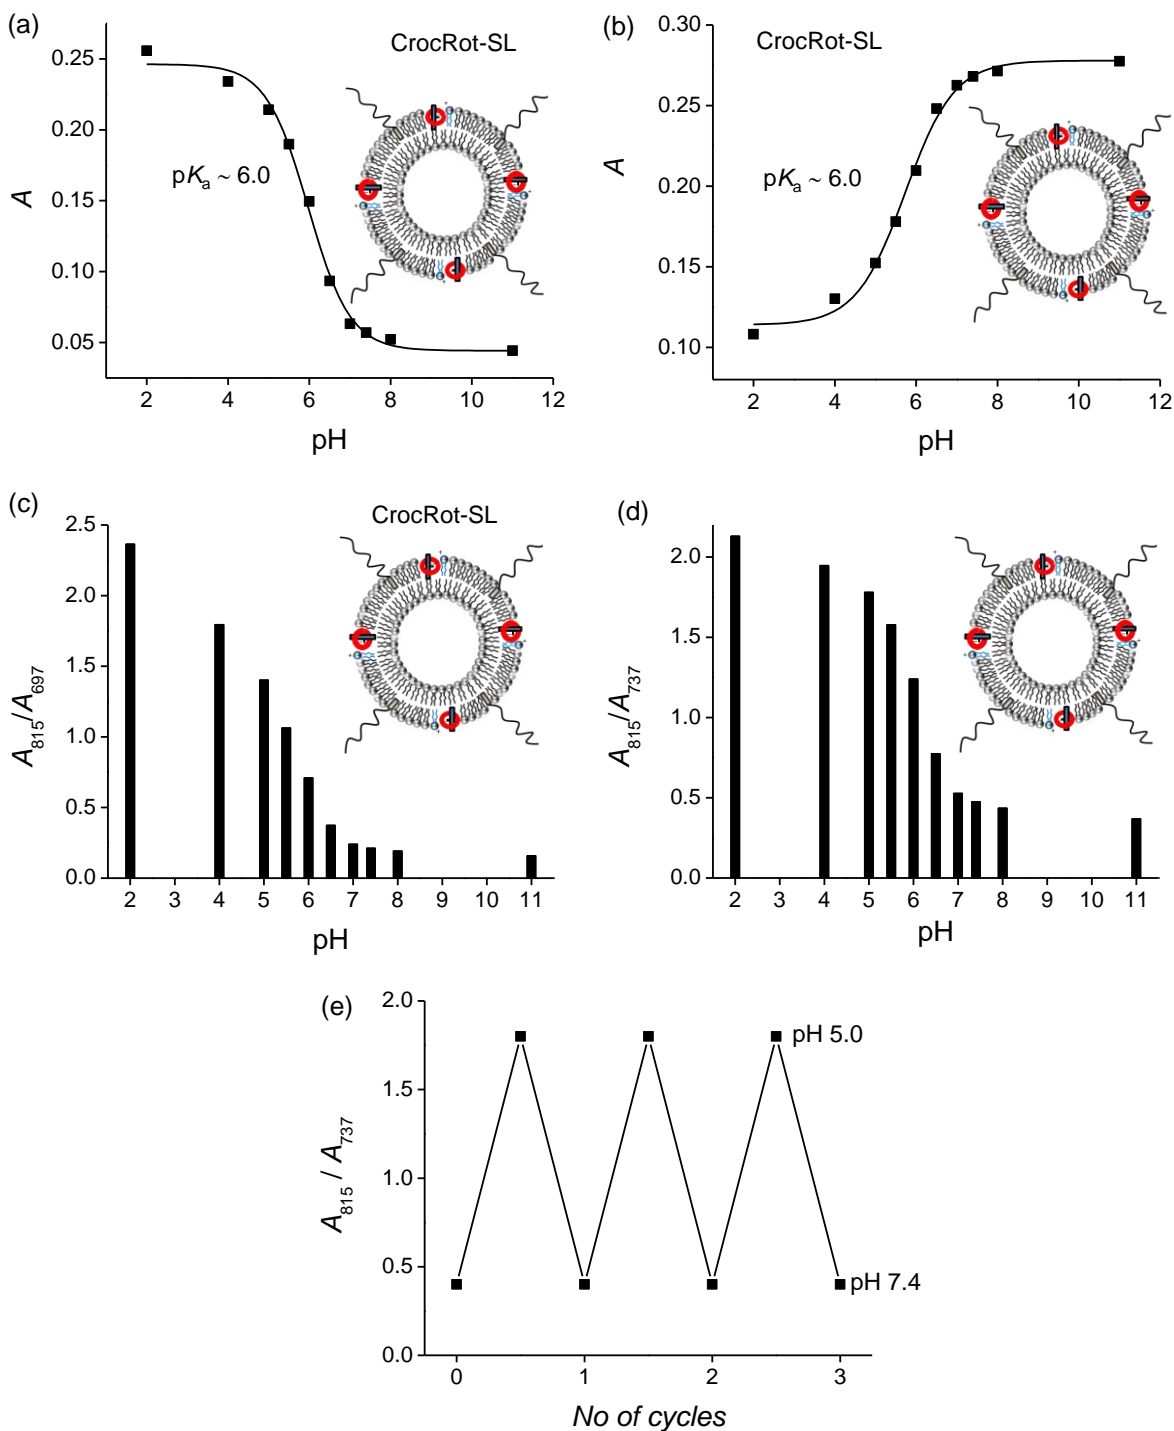 (a)
CrocRot-SL
pKa ~ 6.0
A
0.25
0.20
0.15
0.10
0.05
2 4 6 8 10 12
pH
(b)
CrocRot-SL
pKa ~ 6.0
A
0.30
0.25
0.20
0.15
0.10
2 4 6 8 10 12
pH
(c)
CrocRot-SL
A815/A697
2.5
2.0
1.5
1.0
0.5
0.0
2 3 4 5 6 7 8 9 10 11
pH
(d)
A815/A737
2.0
1.5
1.0
0.5
0.0
2 3 4 5 6 7 8 9 10 11
pH
(e)
A815 / A737
2.0
1.5
1.0
0.5
0.0
pH 5.0
pH 7.4
0 1 2 3
No of cycles